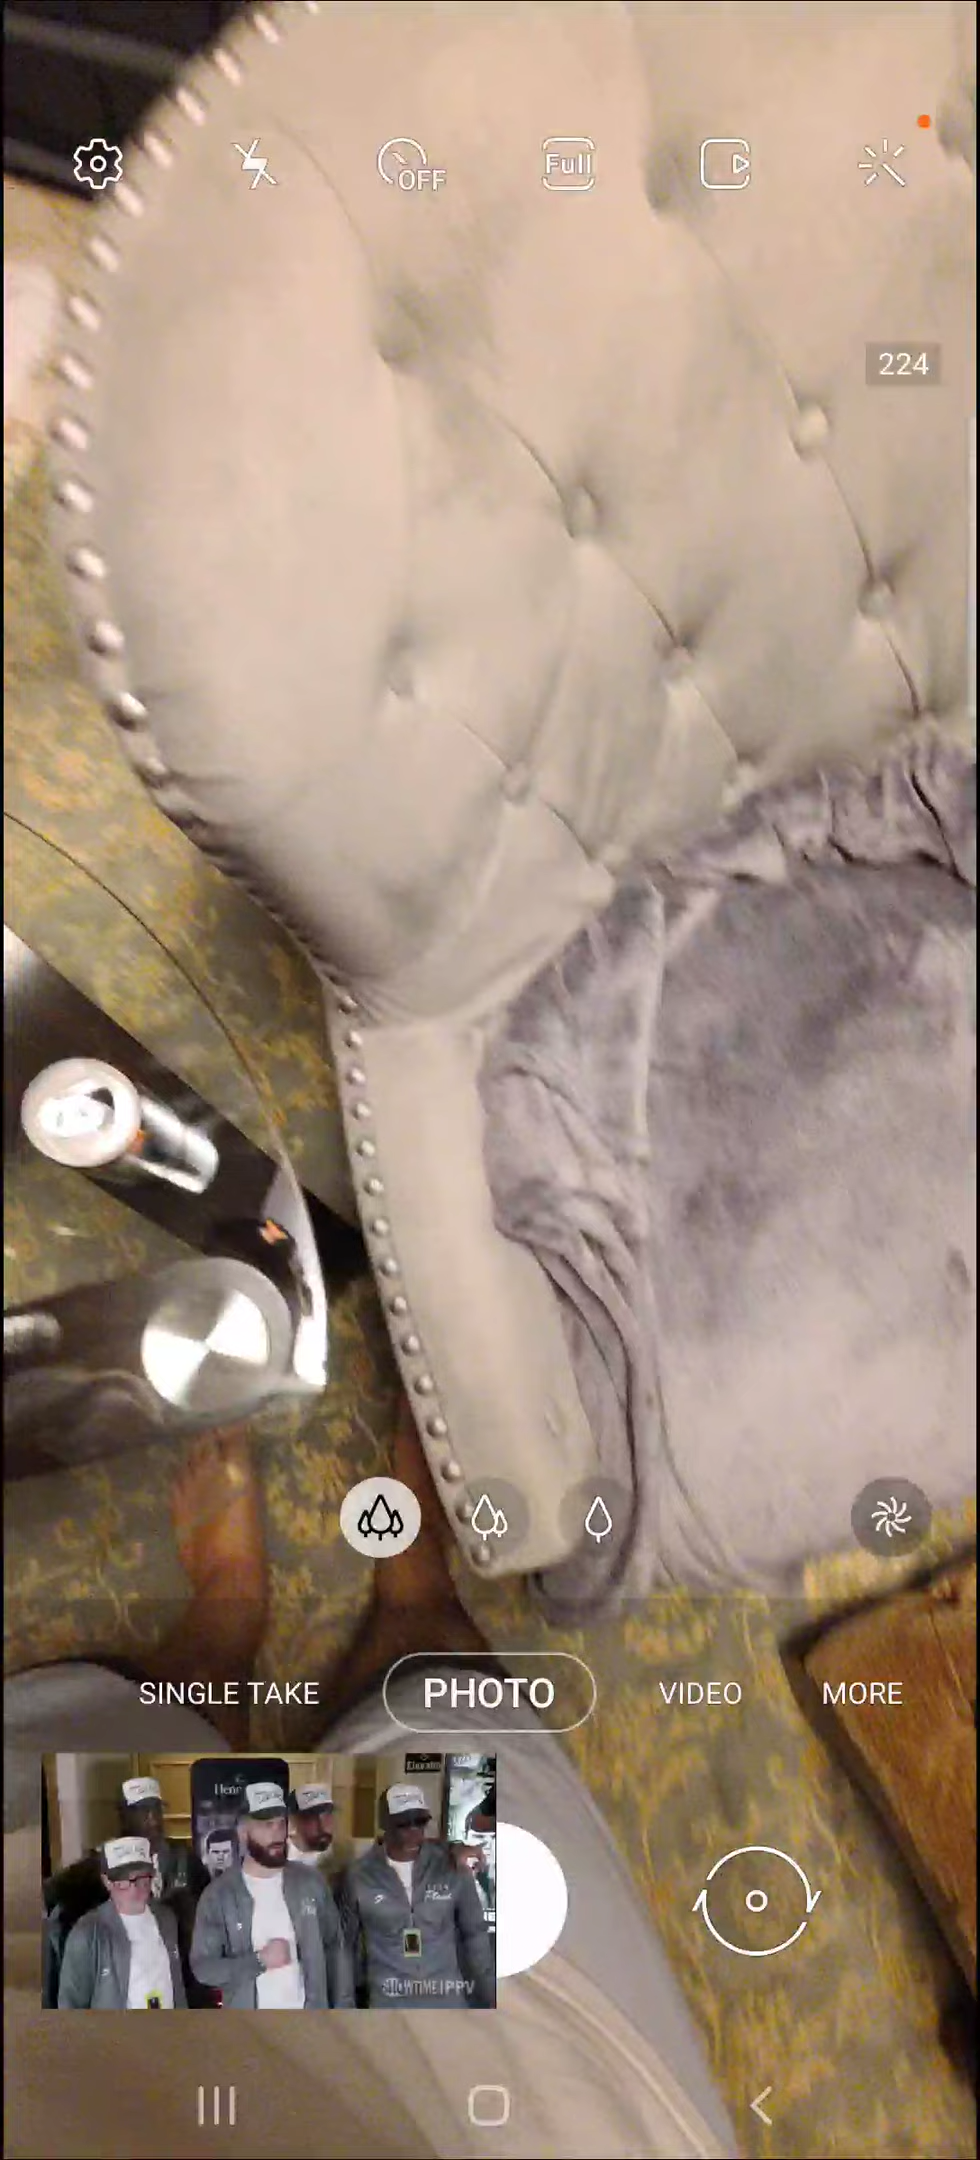 OFF
Full
224
SINGLE TAKE
PHOTO
VIDEO
MORE
SHOWTIME PPV